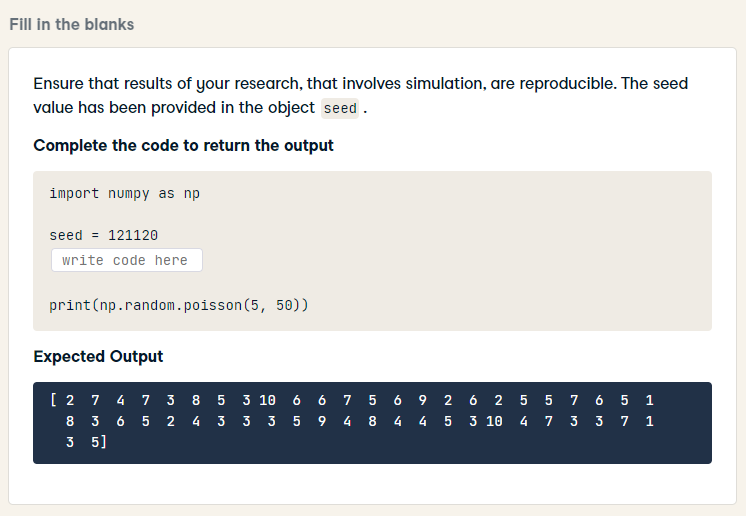 Fill in the blanks
Ensure that results of your research, that involves simulation, are reproducible. The seed
value has been provided in the object seed .
Complete the code to return the output
import numpy as np
seed = 121120
write code here
print(np.random.poisson(5, 50))
Expected Output
[ 2 7 4 7 3 8 5 3 10 6 6 7 5 6 9 2 6 2 5 5 7 6 5 1
8 3 6 5 2 4 3 3 3 5 9 4 8 4 4 5 3 10 4 7 3 3 7 1
3 5]